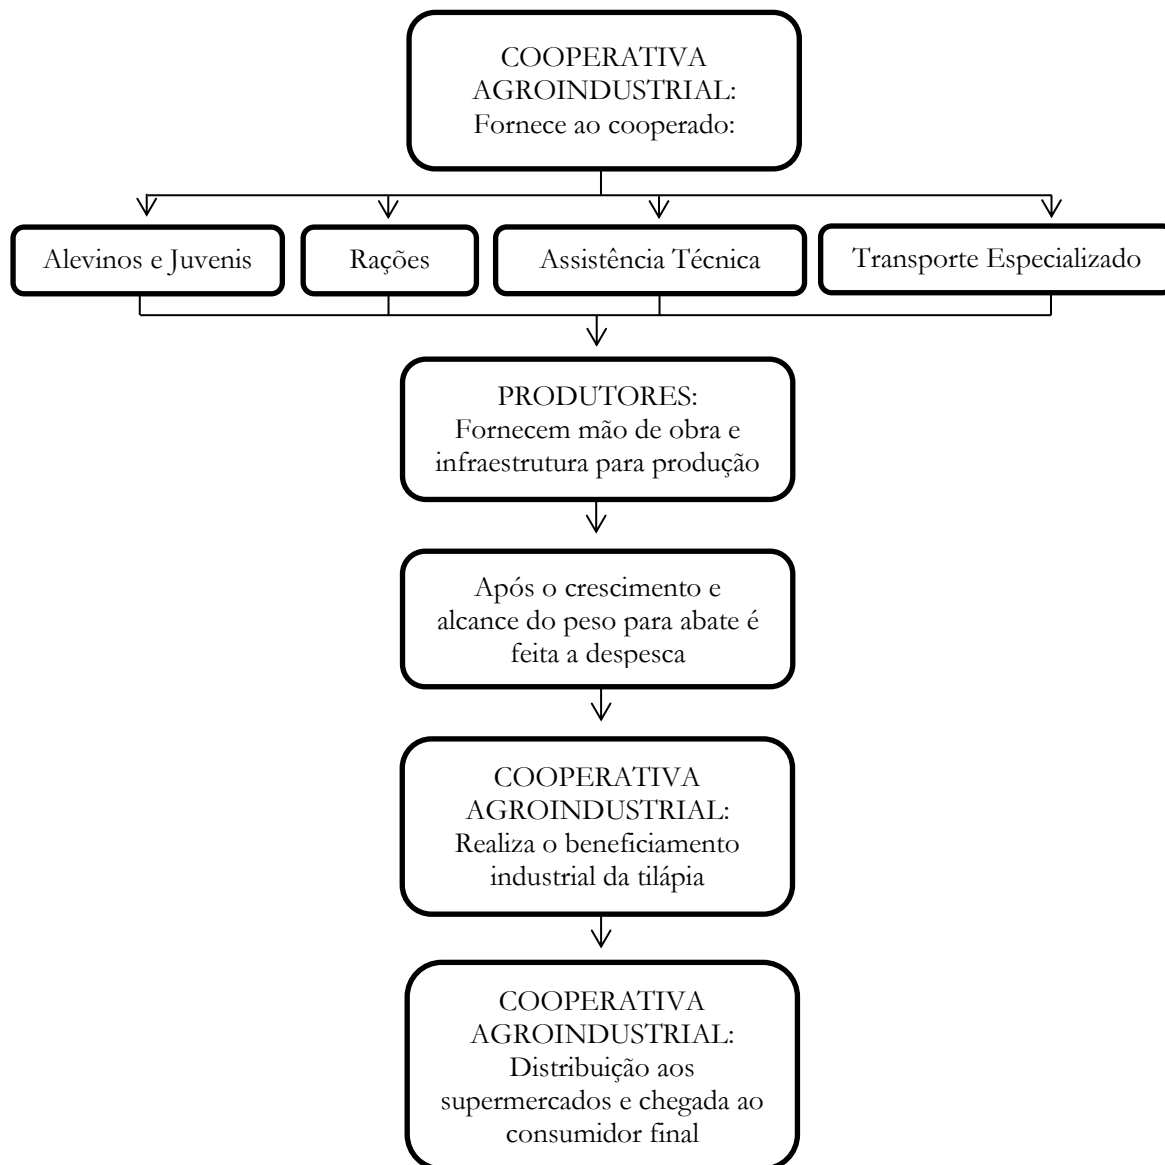 COOPERATIVA
AGROINDUSTRIAL:
Fornece ao cooperado:
Alevinos e Juvenis
Rações
Assistência Técnica
Transporte Especializado
PRODUTORES:
Fornecem mão de obra e
infraestrutura para produção
Após o crescimento e
alcance do peso para abate é
feita a despesca
COOPERATIVA
AGROINDUSTRIAL:
Realiza o beneficiamento
industrial da tilápia
COOPERATIVA
AGROINDUSTRIAL:
Distribuição aos
supermercados e chegada ao
consumidor final